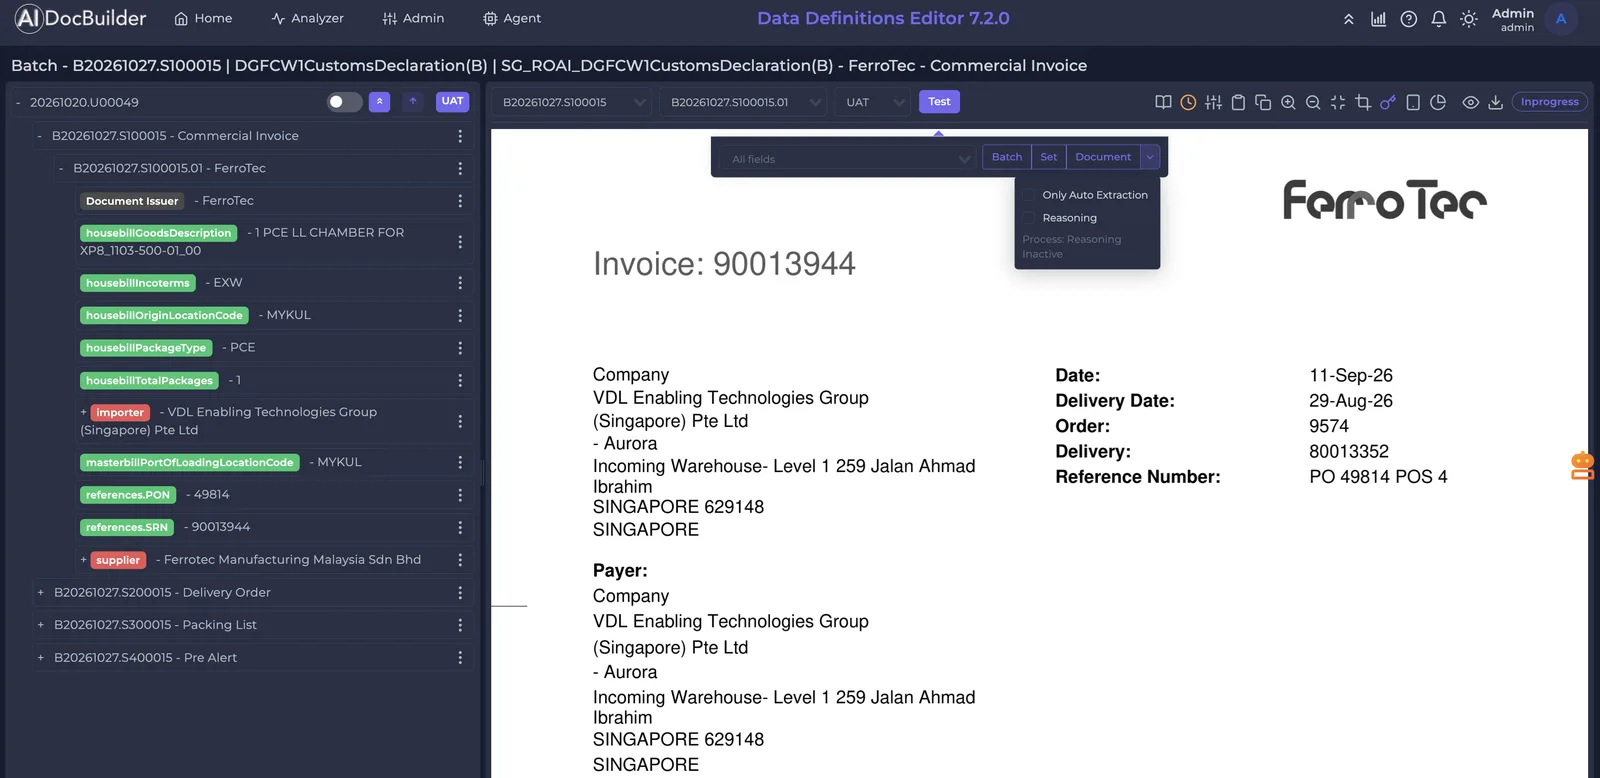 AIDocBuilder Home Analyzer Admin Agent Data Definitions Editor 7.2.0 Admin
admin
A
Batch - B20261027.S100015 | DGFCW1CustomsDeclaration(B) | SG_ROAI_DGFCW1CustomsDeclaration(B) - FerroTec - Commercial Invoice
- 20261020.U00049 UAT
- B20261027.S100015 - Commercial Invoice
- B20261027.S100015.01 - FerroTec
Document Issuer - FerroTec
housebillGoodsDescription - 1 PCE LL CHAMBER FOR
XP8_1103-500-01_00
housebillIncoterms - EXW
housebillOriginLocationCode - MYKUL
housebillPackageType - PCE
housebillTotalPackages - 1
+ importer - VDL Enabling Technologies Group
(Singapore) Pte Ltd
masterbillPortOfLoadingLocationCode - MYKUL
references.PON - 49814
references.SRN - 90013944
+ supplier - Ferrotec Manufacturing Malaysia Sdn Bhd
+ B20261027.S200015 - Delivery Order
+ B20261027.S300015 - Packing List
+ B20261027.S400015 - Pre Alert
B20261027.S100015 B20261027.S100015.01 UAT Test Inprogress
All fields Batch Set Document
Only Auto Extraction
Reasoning
Process: Reasoning
Inactive
FerroTec
Invoice: 90013944
Company
VDL Enabling Technologies Group
(Singapore) Pte Ltd
- Aurora
Incoming Warehouse- Level 1 259 Jalan Ahmad
Ibrahim
SINGAPORE 629148
SINGAPORE
Date: 11-Sep-26
Delivery Date: 29-Aug-26
Order: 9574
Delivery: 80013352
Reference Number: PO 49814 POS 4
Payer:
Company
VDL Enabling Technologies Group
(Singapore) Pte Ltd
- Aurora
Incoming Warehouse- Level 1 259 Jalan Ahmad
Ibrahim
SINGAPORE 629148
SINGAPORE